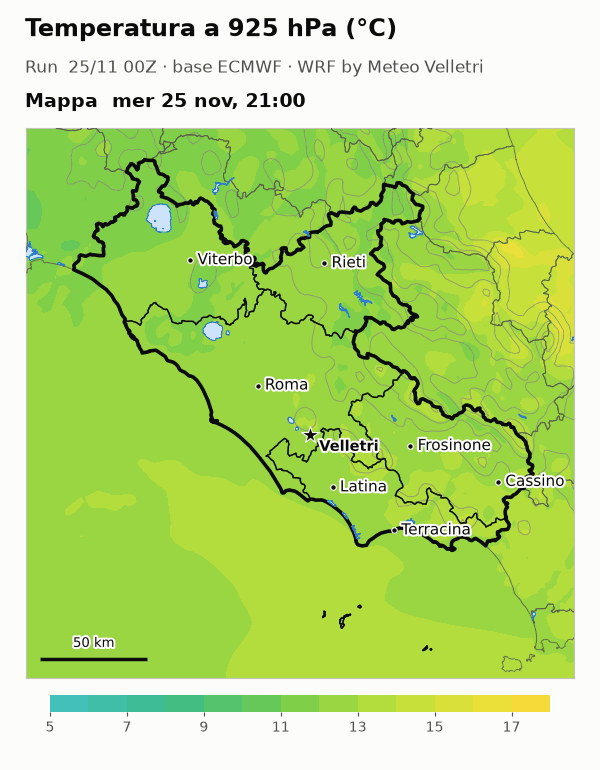 Temperatura a 925 hPa (°C)
Run  25/11 00Z · base ECMWF · WRF by Meteo Velletri
Mappa  mer 25 nov, 21:00
Viterbo
Rieti
Roma
Velletri
Frosinone
Latina
Cassino
Terracina
50 km
5 7 9 11 13 15 17